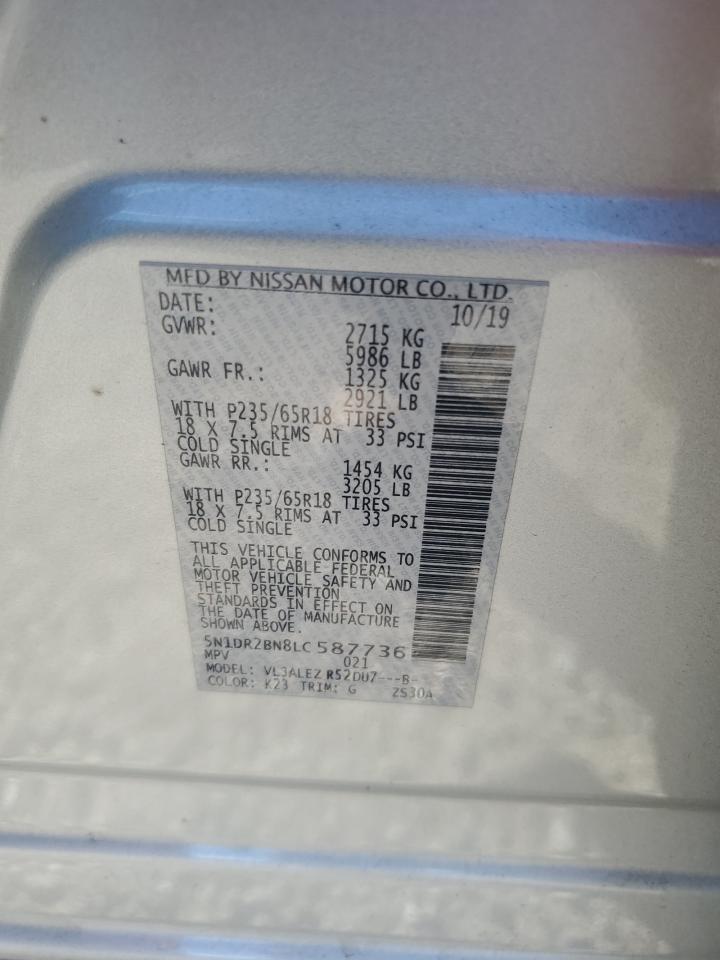 MFD BY NISSAN MOTOR CO., LTD.
DATE: 10/19
GVWR: 2715 KG
5986 LB
GAWR FR.: 1325 KG
2921 LB
WITH P235/65R18 TIRES
18 X 7.5 RIMS AT 33 PSI
COLD SINGLE
GAWR RR.: 1454 KG
3205 LB
WITH P235/65R18 TIRES
18 X 7.5 RIMS AT 33 PSI
COLD SINGLE
THIS VEHICLE CONFORMS TO
ALL APPLICABLE FEDERAL
MOTOR VEHICLE SAFETY AND
THEFT PREVENTION
STANDARDS IN EFFECT ON
THE DATE OF MANUFACTURE
SHOWN ABOVE.
5N1DR2BN8LC 587736
MPV 021
MODEL: VL3ALEZ R52DU7---B-
COLOR: K23 TRIM: G ZS30A